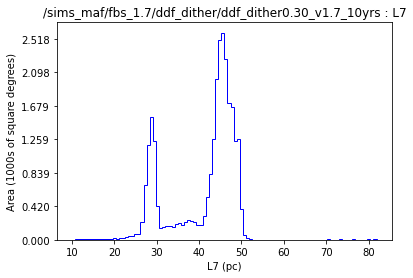 /sims_maf/fbs_1.7/ddf_dither/ddf_dither0.30_v1.7_10yrs : L7
Area (1000s of square degrees)
2.518
2.098
1.679
1.259
0.839
0.420
0.000
10 20 30 40 50 60 70 80
L7 (pc)